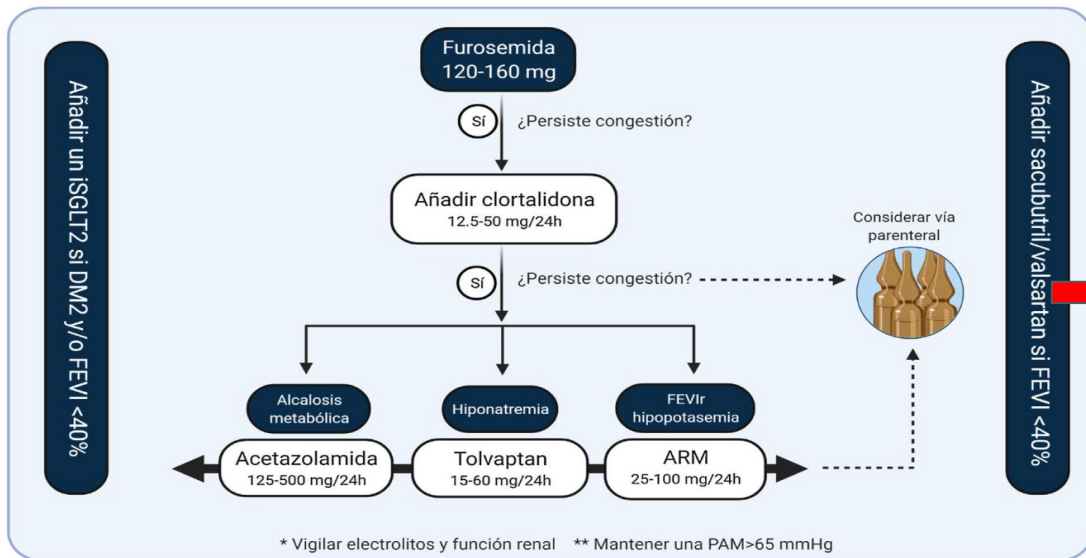 Añadir un iSGLT2 si DM2 y/o FEVI <40%
Furosemida
120-160 mg
Sí
¿Persiste congestión?
Añadir clortalidona
12.5-50 mg/24h
Sí
¿Persiste congestión?
Considerar vía
parenteral
Alcalosis
metabólica
Hiponatremia
FEVIr
hipopotasemia
Acetazolamida
125-500 mg/24h
Tolvaptan
15-60 mg/24h
ARM
25-100 mg/24h
Añadir sacubutril/valsartan si FEVI <40%
* Vigilar electrolitos y función renal ** Mantener una PAM>65 mmHg